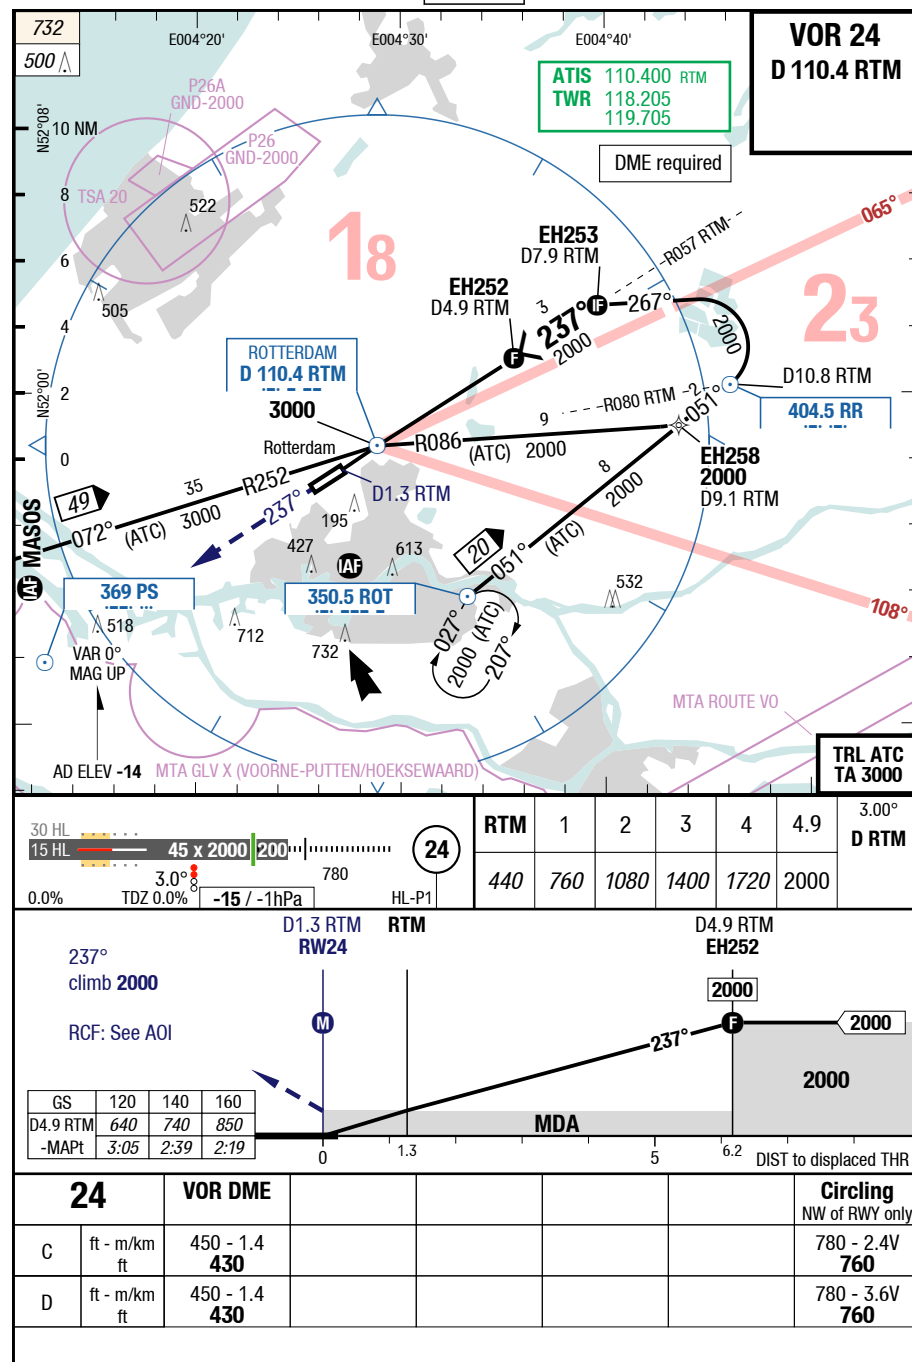 732
500
E004°20'
E004°30'
E004°40'
VOR 24
D 110.4 RTM
ATIS 110.400 RTM
TWR 118.205
119.705
DME required
N52°08'
10 NM
8
6
4
2
0
N52°00'
P26A
GND-2000
P26
GND-2000
TSA 20
522
505
18
23
065°
EH253
D7.9 RTM
R057 RTM
EH252
D4.9 RTM
IF
267°
3
237°
2000
F
2000
ROTTERDAM
D 110.4 RTM
3000
D10.8 RTM
404.5 RR
R080 RTM
2
051°
9
Rotterdam
R086
(ATC)
2000
EH258
2000
D9.1 RTM
35
R252
49
072°
(ATC)
3000
237°
D1.3 RTM
8
2000
(ATC)
051°
20
IAF MASOS
195
427
613
IAF
369 PS
350.5 ROT
532
108°
518
712
732
027°
2000 (ATC)
207°
VAR 0°
MAG UP
MTA ROUTE VO
AD ELEV -14
MTA GLV X (VOORNE-PUTTEN/HOEKSEWAARD)
TRL ATC
TA 3000
30 HL
15 HL
45 x 2000
200
3.0°
780
24
0.0%
TDZ 0.0%
-15 / -1hPa
HL-P1
RTM 1 2 3 4 4.9
3.00°
D RTM
440 760 1080 1400 1720 2000
D1.3 RTM
RW24
RTM
D4.9 RTM
EH252
237°
climb 2000
RCF: See AOI
M
2000
F
2000
237°
2000
MDA
GS 120 140 160
D4.9 RTM 640 740 850
-MAPt 3:05 2:39 2:19
0
1.3
5
6.2
DIST to displaced THR
24 VOR DME Circling
NW of RWY only
C ft - m/km 450 - 1.4 780 - 2.4V
ft 430 760
D ft - m/km 450 - 1.4 780 - 3.6V
ft 430 760